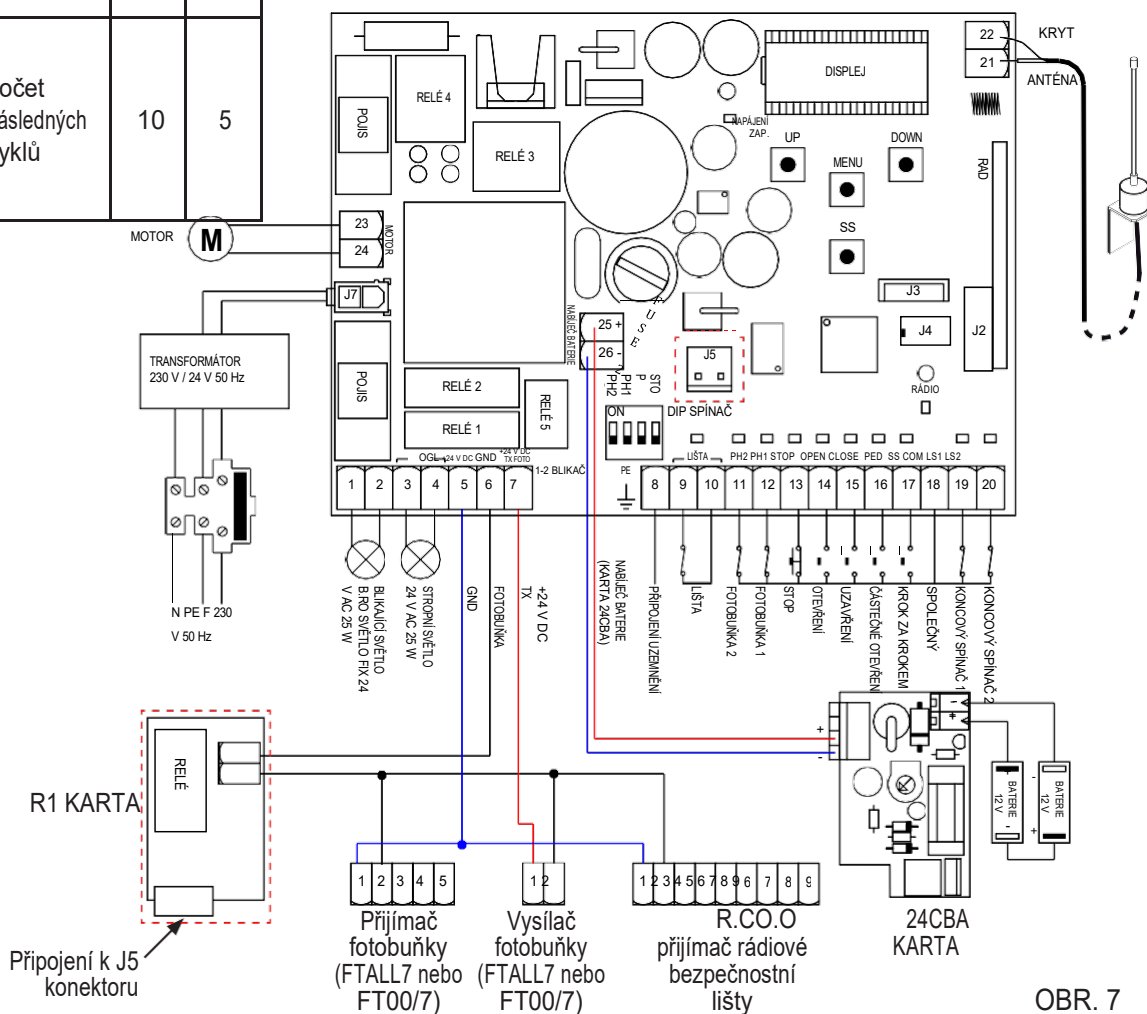 očet
ásledných
yklů
10
5
22
KRYT
21
ANTÉNA
DISPLEJ
RELÉ 4
POJIS
NAPÁJENÍ
ZAP.
UP
DOWN
MENU
SS
RAD
RELÉ 3
MOTOR
M
23
24
MOTOR
J7
NABÍJEČ BATERIE
25 +
26 -
FUSE
J3
J4
J2
J5
RÁDIO
TRANSFORMÁTOR
230 V / 24 V 50 Hz
POJIS
RELÉ 2
RELÉ 1
RELÉ 5
PH2
PH1
STO
P
ON
DIP SPÍNAČ
OGL
+24 V DC
GND
+24 V DC
TX FOTO
1-2 BLIKAČ
PE
LIŠTA
PH2 PH1 STOP OPEN CLOSE PED SS COM LS1 LS2
1 2 3 4 5 6 7
8 9 10 11 12 13 14 15 16 17 18 19 20
N PE F 230
V 50 Hz
BLIKAJÍCÍ SVĚTLO
B.RO SVĚTLO FIX 24
V AC 25 W
STROPNÍ SVĚTLO
24 V AC 25 W
GND
FOTOBUŇKA
+24 V DC
TX
NABÍJEČ BATERIE
(KARTA 24CBA)
PŘIPOJENÍ UZEMNĚNÍ
LIŠTA
FOTOBUŇKA 2
FOTOBUŇKA 1
STOP
OTEVŘENÍ
UZAVŘENÍ
ČÁSTEČNÉ OTEVŘENÍ
KROK ZA KROKEM
SPOLEČNÝ
KONCOVÝ SPÍNAČ 1
KONCOVÝ SPÍNAČ 2
R1 KARTA
RELÉ
Připojení k J5
konektoru
1 2 3 4 5
Přijímač
fotobuňky
(FTALL7 nebo
FT00/7)
1 2
Vysílač
fotobuňky
(FTALL7 nebo
FT00/7)
1 2 3 4 5 6 7 8 9 6 7 8 9
R.CO.O
přijímač rádiové
bezpečnostní
lišty
+
-
-
+
BATERIE
12 V
+
-
BATERIE
12 V
-
+
24CBA
KARTA
OBR. 7